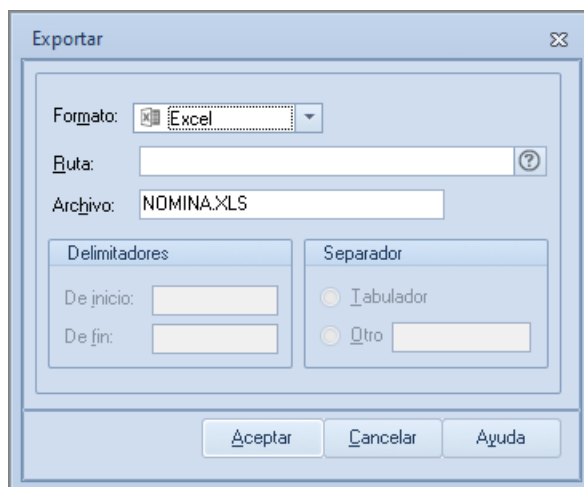 Exportar
Formato: Excel
Ruta:
Archivo: NOMINA.XLS
Delimitadores
De inicio:
De fin:
Separador
Tabulador
Otro
Aceptar Cancelar Ayuda